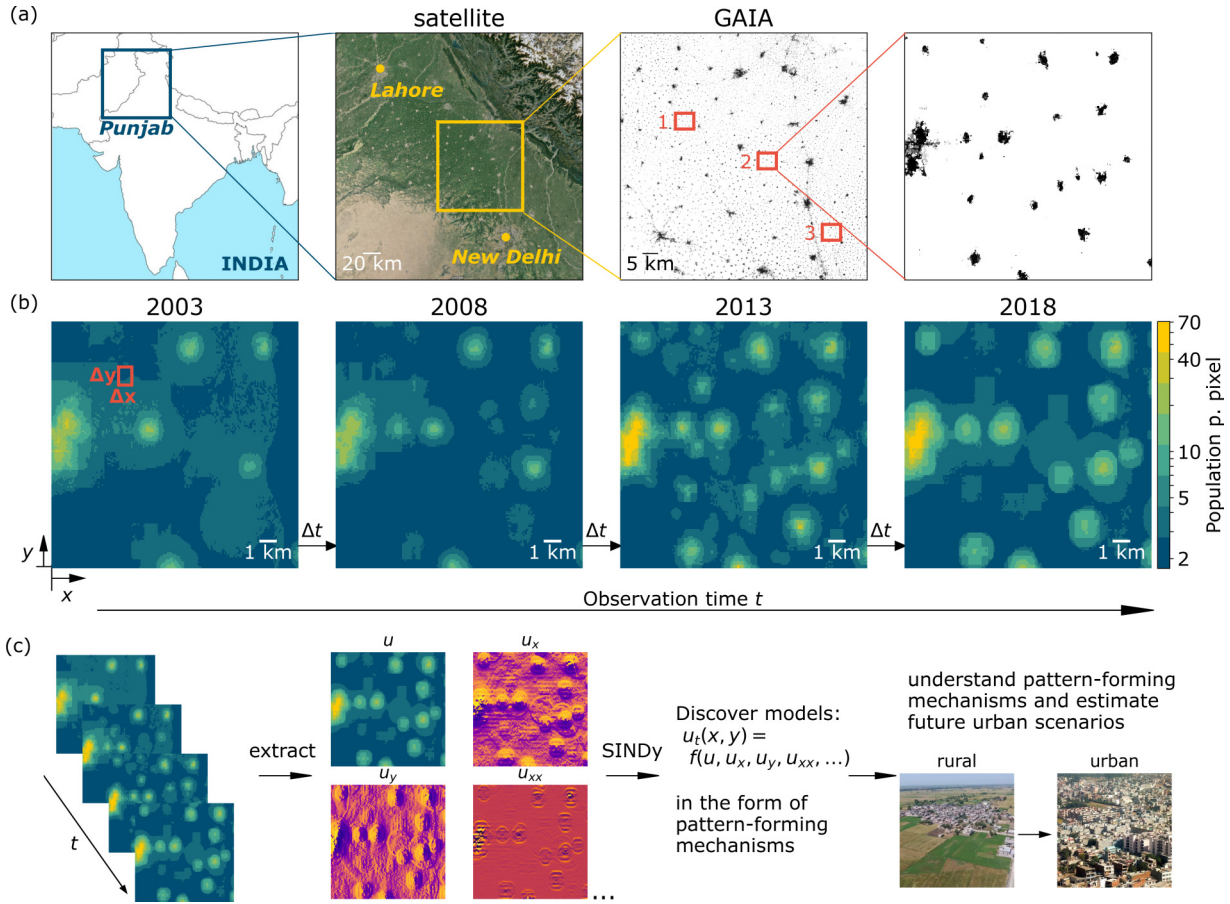 (a)
satellite
GAIA
Punjab
INDIA
Lahore
New Delhi
20 km
1
2
3
5 km
(b)
2003
2008
2013
2018
Δy
Δx
1 km
1 km
1 km
1 km
Δt
Δt
Δt
y
x
70
40
10
5
2
Population p. pixel
Observation time t
(c)
t
extract
u
u_x
u_y
u_xx
...
SINDy
Discover models:
u_t(x, y) =
f(u, u_x, u_y, u_xx, ...)
in the form of
pattern-forming
mechanisms
understand pattern-forming
mechanisms and estimate
future urban scenarios
rural
urban